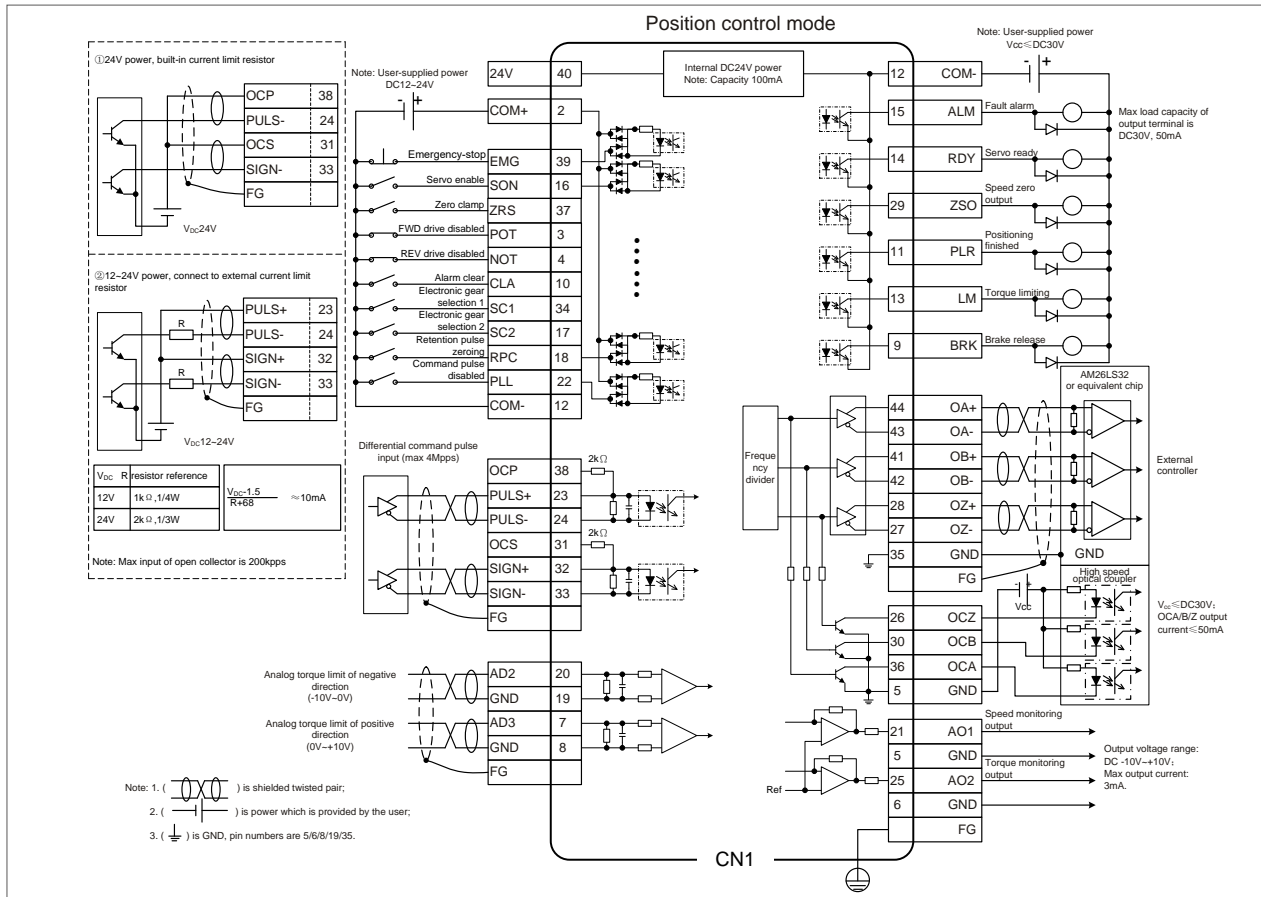 Position control mode
①24V power, built-in current limit resistor
OCP 38
PULS- 24
OCS 31
SIGN- 33
FG
VDC24V
②12~24V power, connect to external current limit
resistor
PULS+ 23
R PULS- 24
SIGN+ 32
R SIGN- 33
FG
VDC12~24V
VDC R resistor reference
12V 1kΩ,1/4W
24V 2kΩ,1/3W
VDC-1.5
R+68
≈10mA
Note: Max input of open collector is 200kpps
Note: User-supplied power
DC12~24V
- +
24V 40
COM+ 2
Emergency-stop EMG 39
Servo enable SON 16
Zero clamp ZRS 37
FWD drive disabled POT 3
REV drive disabled NOT 4
Alarm clear CLA 10
Electronic gear
selection 1 SC1 34
Electronic gear
selection 2 SC2 17
Retention pulse
zeroing RPC 18
Command pulse
disabled PLL 22
COM- 12
Differential command pulse
input (max 4Mpps)
OCP 38 2kΩ
PULS+ 23
PULS- 24
OCS 31 2kΩ
SIGN+ 32
SIGN- 33
FG
Analog torque limit of negative
direction
(-10V~0V)
AD2 20
GND 19
Analog torque limit of positive
direction
(0V~+10V)
AD3 7
GND 8
FG
Note: 1. ( ) is shielded twisted pair;
2. ( ) is power which is provided by the user;
3. ( ) is GND, pin numbers are 5/6/8/19/35.
Internal DC24V power
Note: Capacity 100mA
Note: User-supplied power
Vcc≤DC30V
- +
12 COM-
15 ALM Fault alarm
14 RDY Servo ready
29 ZSO Speed zero
output
11 PLR Positioning
finished
13 LM Torque limiting
9 BRK Brake release
Max load capacity of
output terminal is
DC30V, 50mA
AM26LS32
or equivalent chip
Freque
ncy
divider
44 OA+
43 OA-
41 OB+
42 OB-
28 OZ+
27 OZ-
35 GND
FG
External
controller
GND
High speed
optical coupler
- +
Vcc
26 OCZ
30 OCB
36 OCA
5 GND
Vcc≤DC30V;
OCA/B/Z output
current≤50mA
21 AO1 Speed monitoring
output
5 GND
25 AO2 Torque monitoring
output
6 GND
FG
Ref
Output voltage range:
DC -10V~+10V;
Max output current:
3mA.
CN1